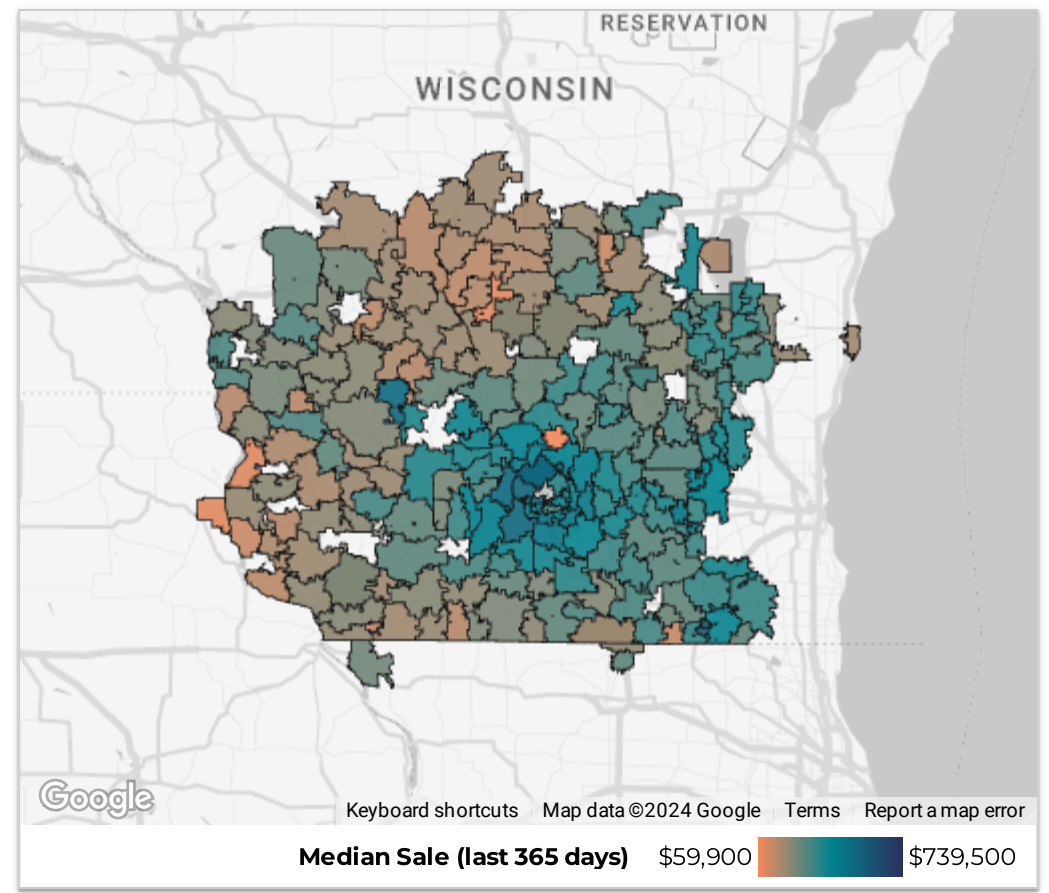 RESERVATION
WISCONSIN
Google
Keyboard shortcuts Map data ©2024 Google Terms Report a map error
Median Sale (last 365 days) $59,900 $739,500